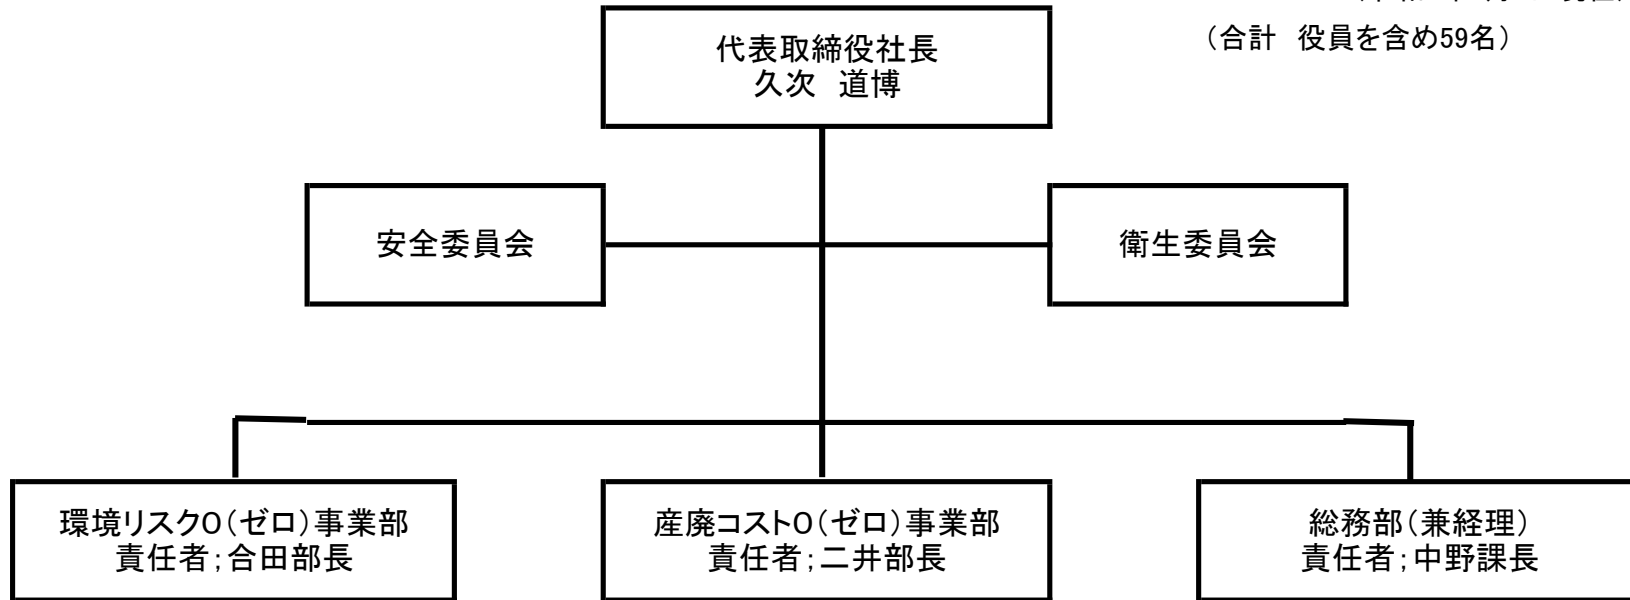 （合計 役員を含め59名）
代表取締役社長
久次 道博
安全委員会
衛生委員会
環境リスク0（ゼロ）事業部
責任者；合田部長
産廃コスト0（ゼロ）事業部
責任者；二井部長
総務部（兼経理）
責任者；中野課長